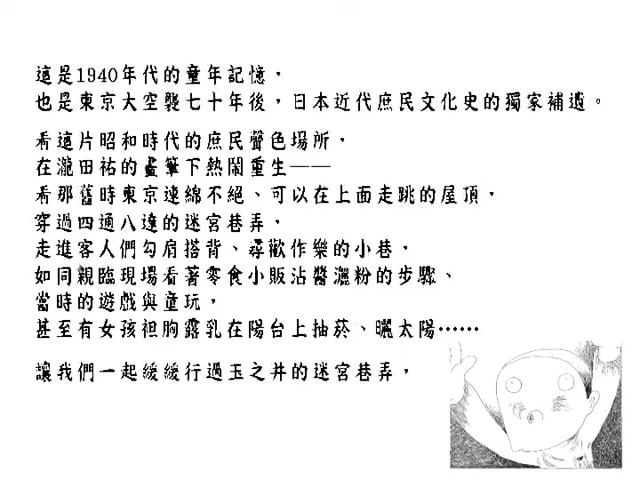 這是1940年代的童年記憶，
也是東京大空襲七十年後，日本近代庶民文化史的獨家補遺。
看這片昭和時代的庶民聲色場所，
在瀧田祐的畫筆下熱鬧重生——
看那舊時東京連綿不絕、可以在上面走跳的屋頂，
穿過四通八達的迷宮巷弄，
走進客人們勾肩搭背、尋歡作樂的小巷，
如同親臨現場看著零食小販沾醬灑粉的步驟、
當時的遊戲與童玩，
甚至有女孩袒胸露乳在陽台上抽菸、曬太陽……
讓我們一起緩緩行過玉之井的迷宮巷弄，